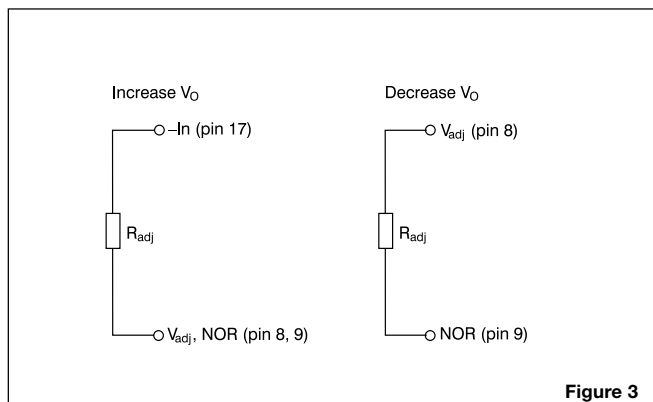 Increase VO
–In (pin 17)
Radj
Vadj, NOR (pin 8, 9)
Decrease VO
Vadj (pin 8)
Radj
NOR (pin 9)
Figure 3